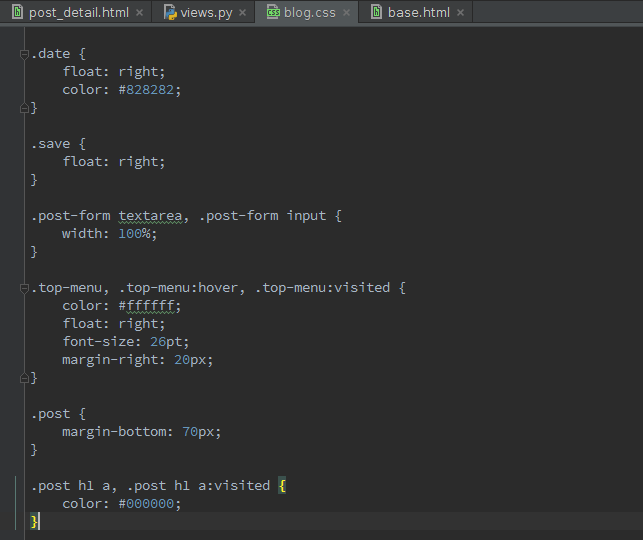 post_detail.html × views.py × blog.css × base.html ×
.date {
float: right;
color: #828282;
}
.save {
float: right;
}
.post-form textarea, .post-form input {
width: 100%;
}
.top-menu, .top-menu:hover, .top-menu:visited {
color: #ffffff;
float: right;
font-size: 26pt;
margin-right: 20px;
}
.post {
margin-bottom: 70px;
}
.post h1 a, .post h1 a:visited {
color: #000000;
}